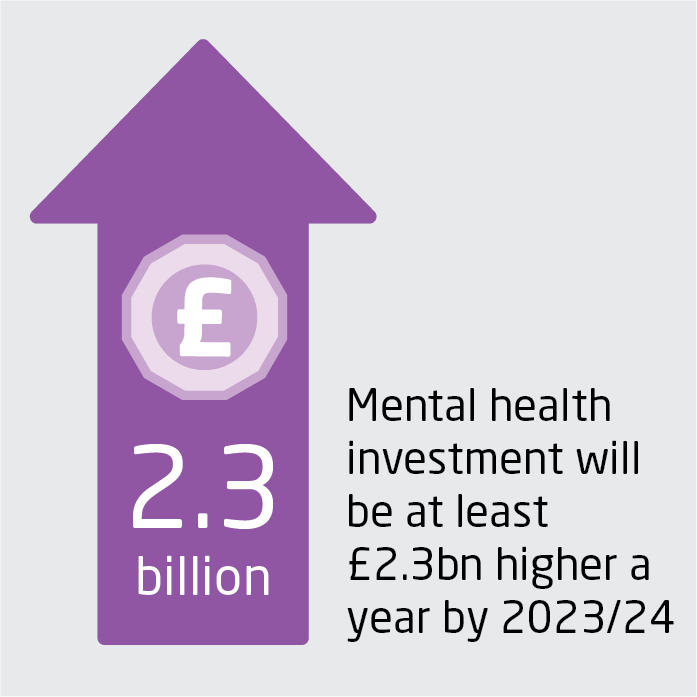 £
2.3
billion
Mental health
investment will
be at least
£2.3bn higher a
year by 2023/24